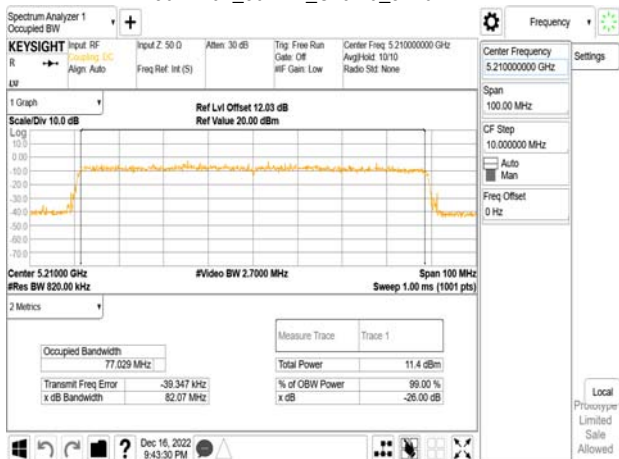 Spectrum Analyzer 1
Occupied BW
+
Frequency
KEYSIGHT
Input: RF
Coupling: DC
Align: Auto
Input Z: 50 Ω
Freq Ref: Int (S)
Atten: 30 dB
Trig: Free Run
Gate: Off
#IF Gain: Low
Center Freq: 5.210000000 GHz
Avg|Hold: 10/10
Radio Std: None
R
LXI
Center Frequency
5.210000000 GHz
Settings
Span
100.00 MHz
CF Step
10.000000 MHz
Auto
Man
Freq Offset
0 Hz
1 Graph
Ref Lvl Offset 12.03 dB
Scale/Div 10.0 dB
Ref Value 20.00 dBm
Log
10.0
0.00
-10.0
-20.0
-30.0
-40.0
-50.0
-60.0
-70.0
Center 5.21000 GHz
#Video BW 2.7000 MHz
Span 100 MHz
#Res BW 820.00 kHz
Sweep 1.00 ms (1001 pts)
2 Metrics
Measure Trace
Trace 1
Occupied Bandwidth
77.029 MHz
Total Power
11.4 dBm
Transmit Freq Error
-39.347 kHz
% of OBW Power
99.00 %
x dB Bandwidth
82.07 MHz
x dB
-26.00 dB
Local
Prototype
Limited
Sale
Allowed
?
Dec 16, 2022
9:43:30 PM